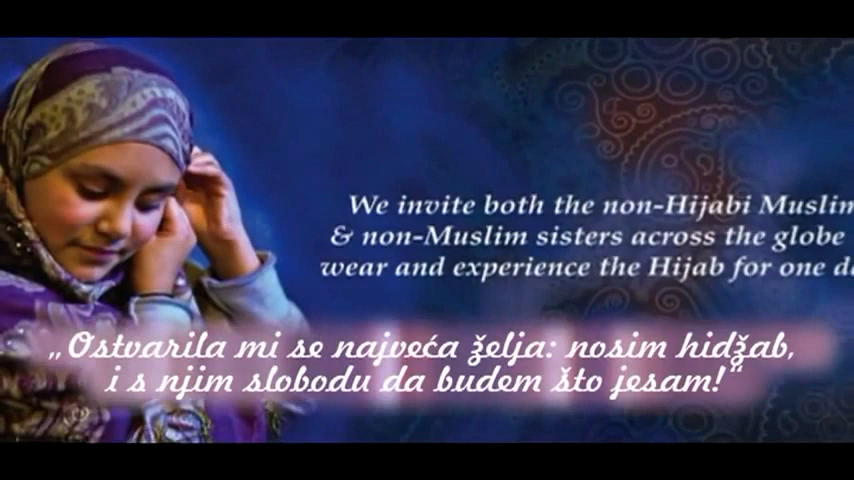 We invite both the non-Hijabi Muslim
& non-Muslim sisters across the globe
wear and experience the Hijab for one da
„Ostvarila mi se najveća želja: nosim hidžab,
i s njim slobodu da budem što jesam!“